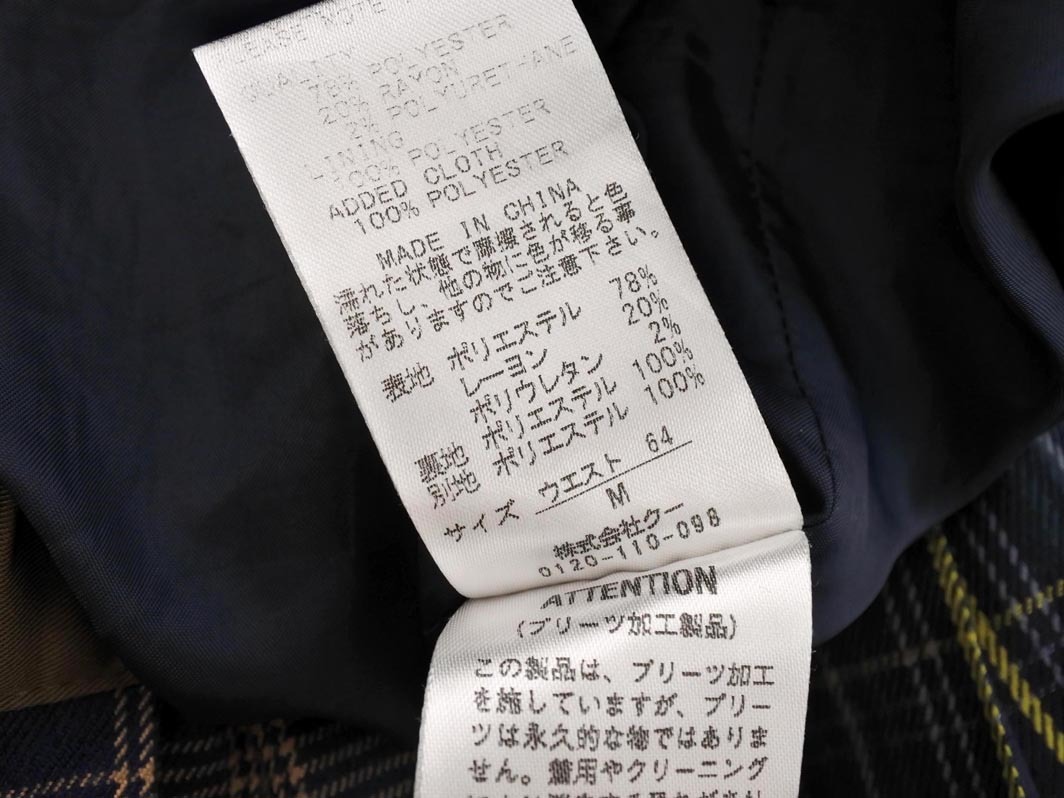 EASE NOTE
QUALITY
78% POLYESTER
20% RAYON
2% POLYURETHANE
LINING
100% POLYESTER
ADDED CLOTH
100% POLYESTER
MADE IN CHINA
濡れた状態で摩擦されると色
落ちし、他の物に色が移る事
がありますのでご注意下さい。
表地 ポリエステル 78%
レーヨン 20%
ポリウレタン 2%
裏地 ポリエステル 100%
別地 ポリエステル 100%
サイズ ウエスト 64
M
株式会社クー
0120-110-098
ATTENTION
(プリーツ加工製品)
この製品は、プリーツ加工
を施していますが、プリー
ツは永久的な物ではありま
せん。着用やクリーニング